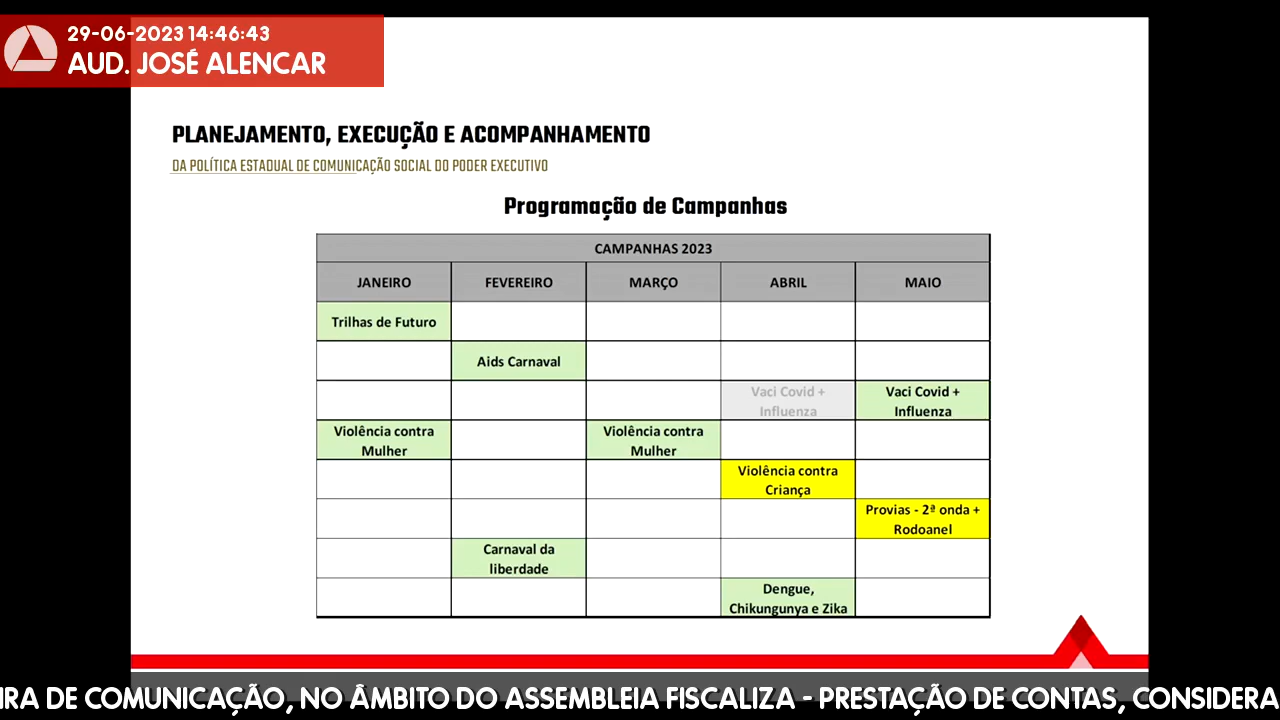 29-06-2023 14:46:43
AUD. JOSÉ ALENCAR
PLANEJAMENTO, EXECUÇÃO E ACOMPANHAMENTO
DA POLÍTICA ESTADUAL DE COMUNICAÇÃO SOCIAL DO PODER EXECUTIVO
Programação de Campanhas
CAMPANHAS 2023
JANEIRO FEVEREIRO MARÇO ABRIL MAIO
Trilhas de Futuro
Aids Carnaval
Vaci Covid + Vaci Covid +
Influenza Influenza
Violência contra Violência contra
Mulher Mulher
Violência contra
Criança
Provias - 2ª onda +
Rodoanel
Carnaval da
liberdade
Dengue,
Chikungunya e Zika
IRA DE COMUNICAÇÃO, NO ÂMBITO DO ASSEMBLEIA FISCALIZA - PRESTAÇÃO DE CONTAS, CONSIDERA